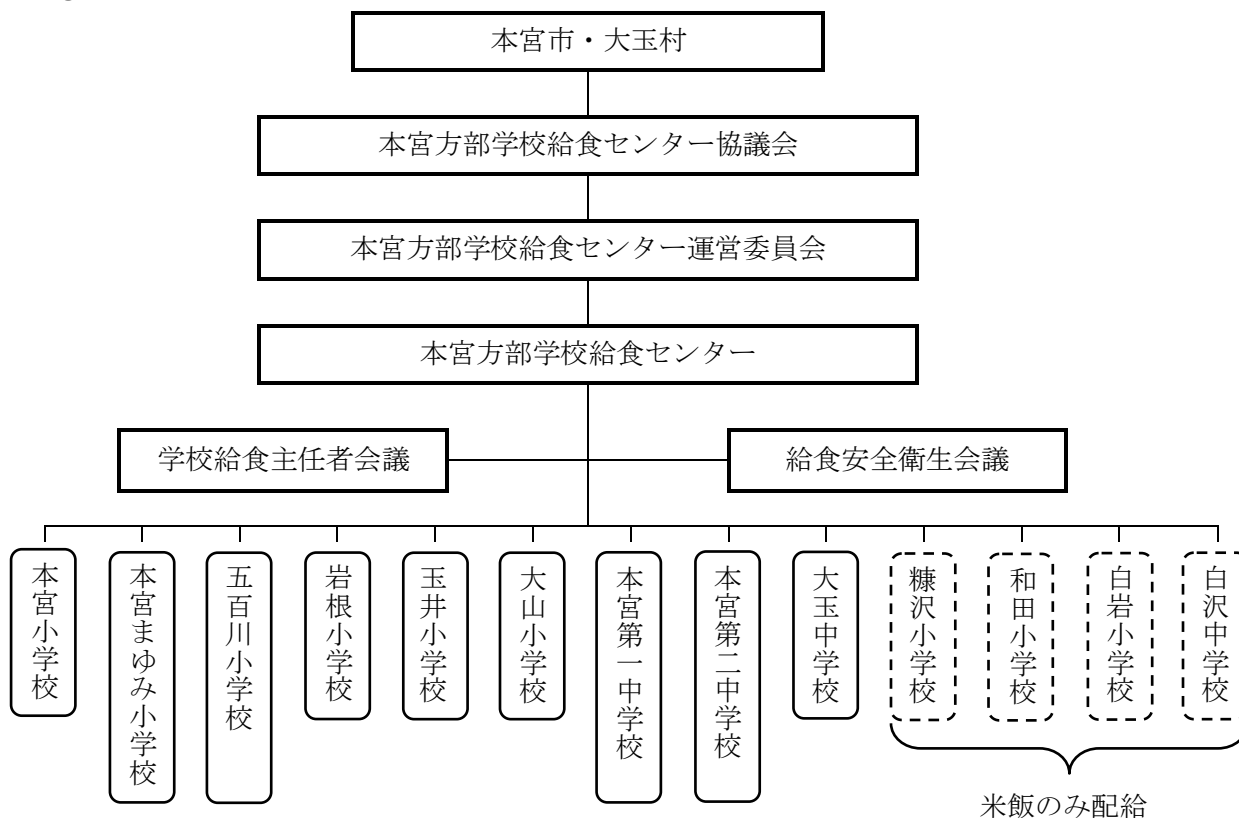 本宮市・大玉村
本宮方部学校給食センター協議会
本宮方部学校給食センター運営委員会
本宮方部学校給食センター
学校給食主任者会議
給食安全衛生会議
本宮小学校
本宮まゆみ小学校
五百川小学校
岩根小学校
玉井小学校
大山小学校
本宮第一中学校
本宮第二中学校
大玉中学校
糠沢小学校
和田小学校
白岩小学校
白沢中学校
米飯のみ配給